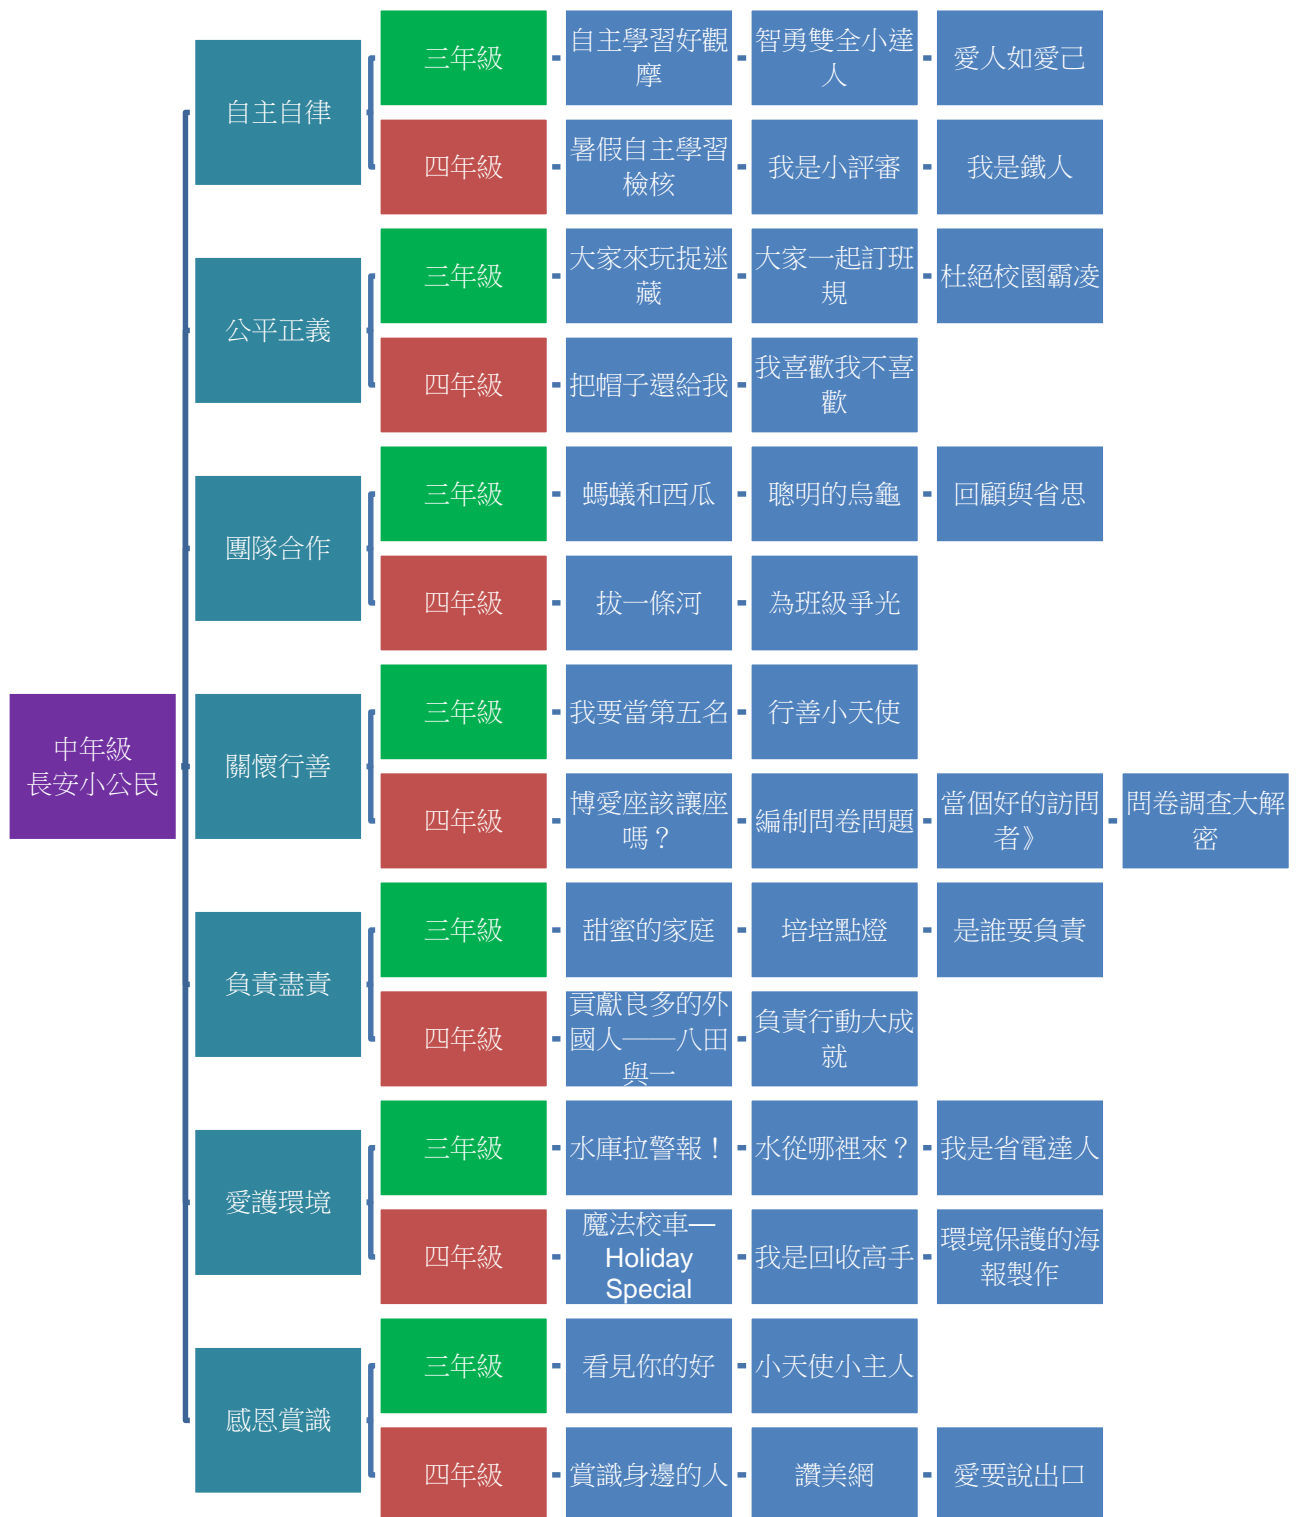 中年級
長安小公民
自主自律
三年級
自主學習好觀
摩
智勇雙全小達
人
愛人如愛己
四年級
暑假自主學習
檢核
我是小評審
我是鐵人
公平正義
三年級
大家來玩捉迷
藏
大家一起訂班
規
杜絕校園霸凌
四年級
把帽子還給我
我喜歡我不喜
歡
團隊合作
三年級
螞蟻和西瓜
聰明的烏龜
回顧與省思
四年級
拔一條河
為班級爭光
關懷行善
三年級
我要當第五名
行善小天使
四年級
博愛座該讓座
嗎？
編制問卷問題
當個好的訪問
者》
問卷調查大解
密
負責盡責
三年級
甜蜜的家庭
培培點燈
是誰要負責
四年級
貢獻良多的外
國人──八田
與一
負責行動大成
就
愛護環境
三年級
水庫拉警報！
水從哪裡來？
我是省電達人
四年級
魔法校車—
Holiday
Special
我是回收高手
環境保護的海
報製作
感恩賞識
三年級
看見你的好
小天使小主人
四年級
賞識身邊的人
讚美網
愛要說出口